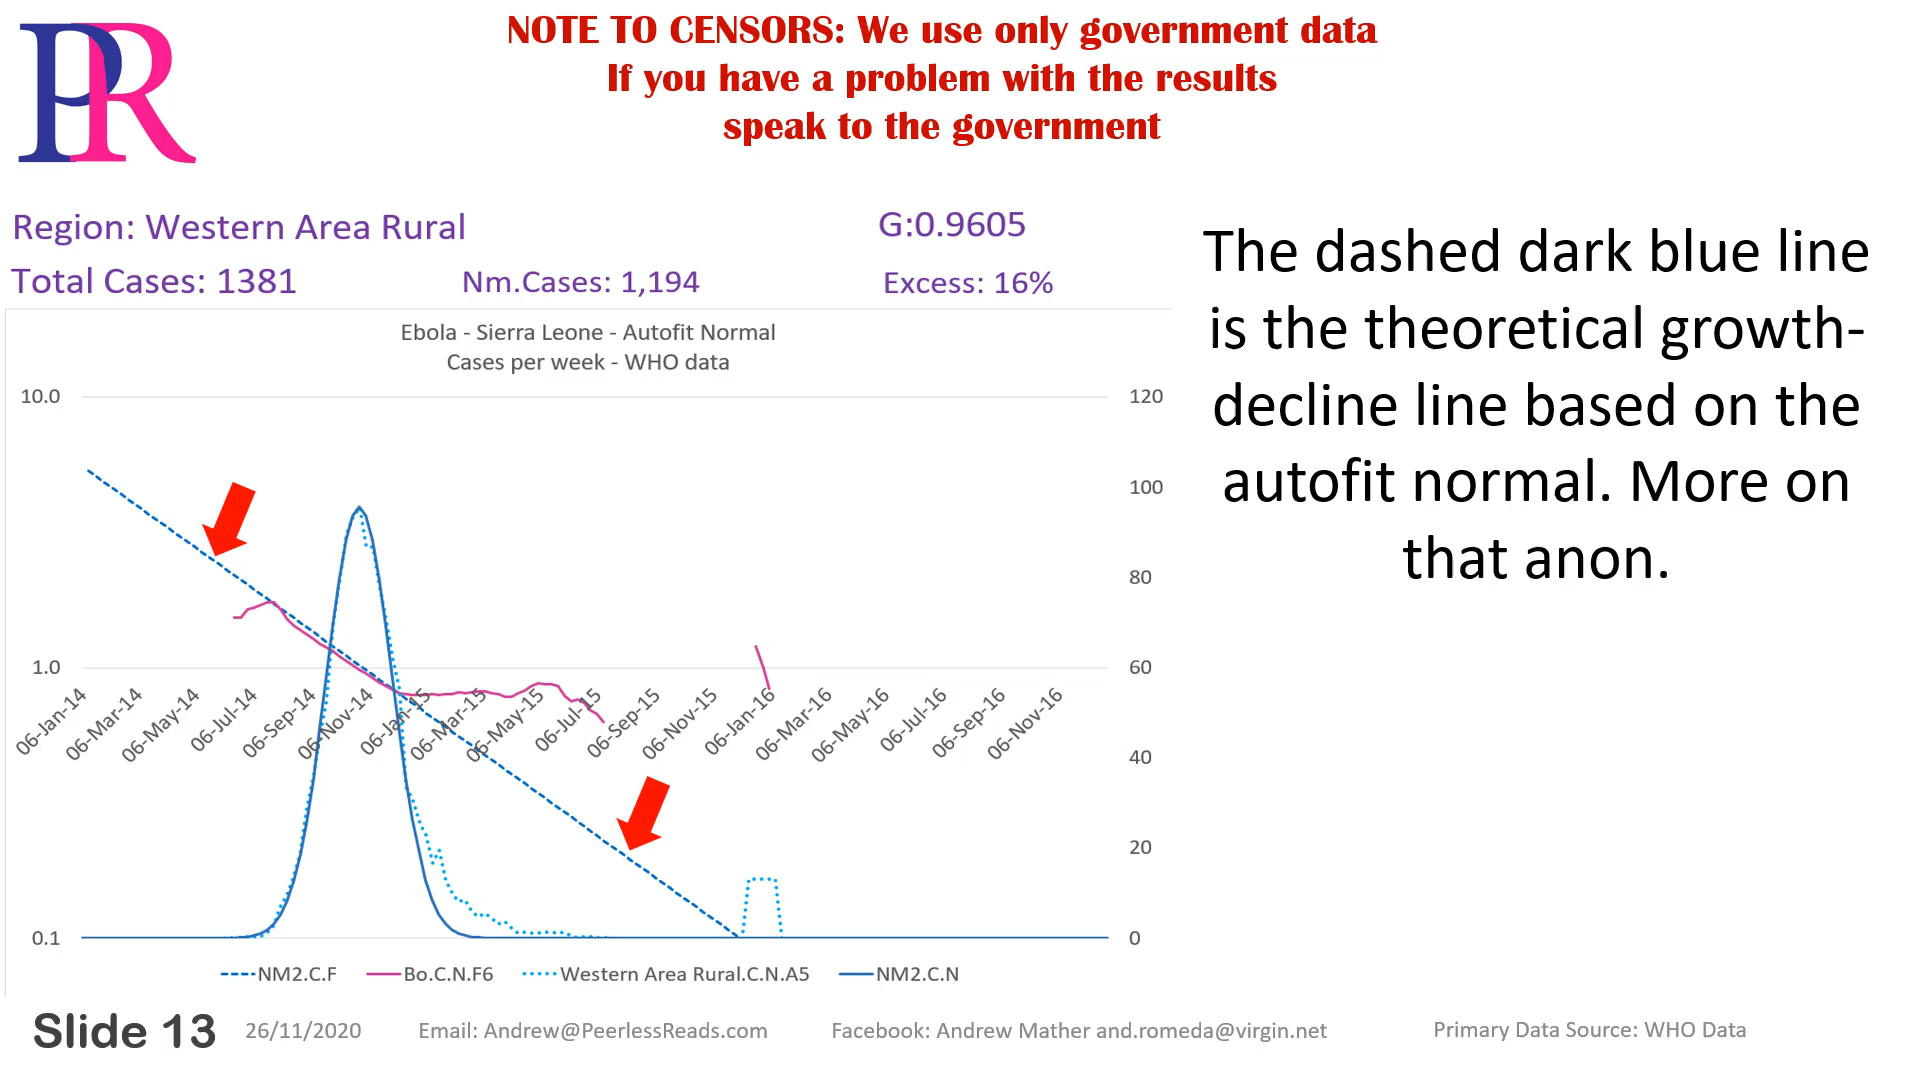 PR
NOTE TO CENSORS: We use only government data
If you have a problem with the results
speak to the government
Region: Western Area Rural
G:0.9605
Total Cases: 1381
Nm.Cases: 1,194
Excess: 16%
The dashed dark blue line
is the theoretical growth-
decline line based on the
autofit normal. More on
that anon.
Ebola - Sierra Leone - Autofit Normal
Cases per week - WHO data
10.0
1.0
0.1
120
100
80
60
40
20
0
06-Jan-14
06-Mar-14
06-May-14
06-Jul-14
06-Sep-14
06-Nov-14
06-Jan-15
06-Mar-15
06-May-15
06-Jul-15
06-Sep-15
06-Nov-15
06-Jan-16
06-Mar-16
06-May-16
06-Jul-16
06-Sep-16
06-Nov-16
NM2.C.F
Bo.C.N.F6
Western Area Rural.C.N.A5
NM2.C.N
Slide 13
26/11/2020
Email: Andrew@PeerlessReads.com
Facebook: Andrew Mather and.romeda@virgin.net
Primary Data Source: WHO Data